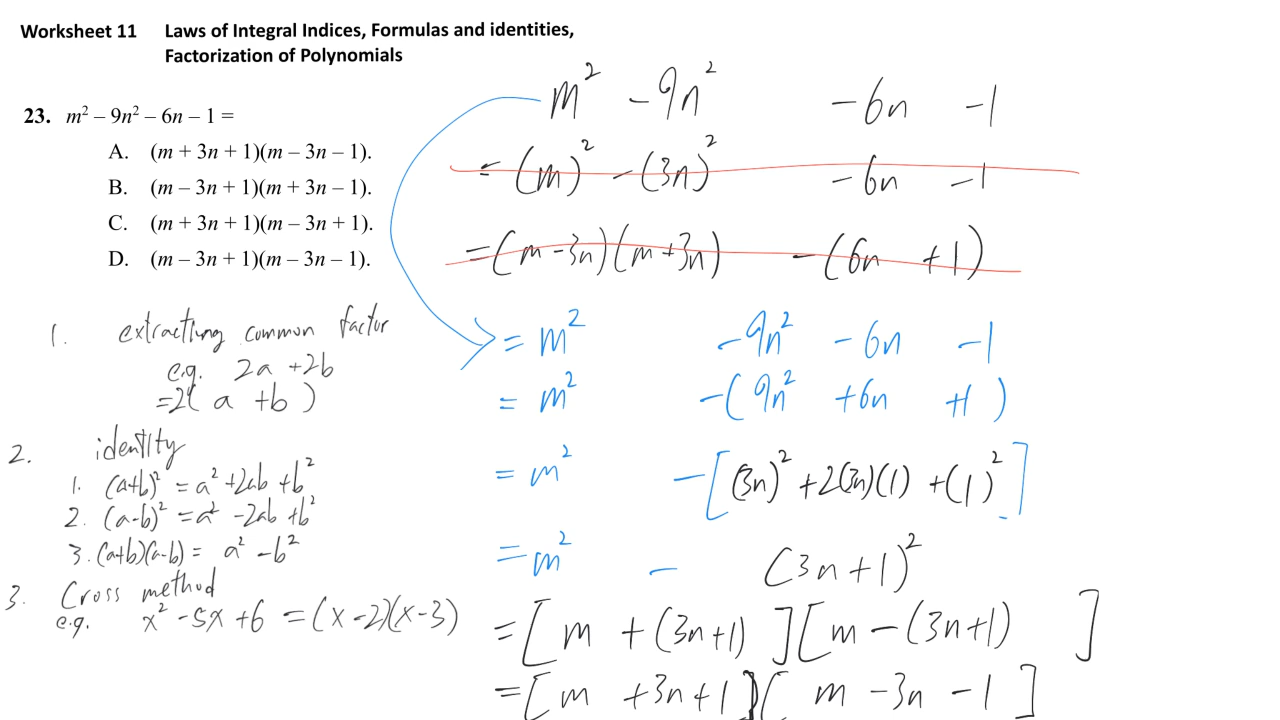 Worksheet 11 Laws of Integral Indices, Formulas and identities,
Factorization of Polynomials
23. m² – 9n² – 6n – 1 =
A. (m + 3n + 1)(m – 3n – 1).
B. (m – 3n + 1)(m + 3n – 1).
C. (m + 3n + 1)(m – 3n + 1).
D. (m – 3n + 1)(m – 3n – 1).
1. extracting common factor
e.g. 2a +2b
=2( a +b )
2. identity
1. (a+b)² = a² +2ab +b²
2. (a-b)² = a² -2ab +b²
3. (a+b)(a-b) = a² -b²
3. Cross method
e.g. x² -5x +6 = (x -2)(x -3)
m² -9n² -6n -1
= (m)² -(3n)² -6n -1
=(m-3n)(m+3n) -(6n +1)
= m² -9n² -6n -1
= m² -(9n² +6n +1)
= m² -[(3n)² +2(3n)(1) +(1)²]
= m² - (3n+1)²
=[m +(3n+1)][m -(3n+1)]
=[m +3n+1][m -3n -1]